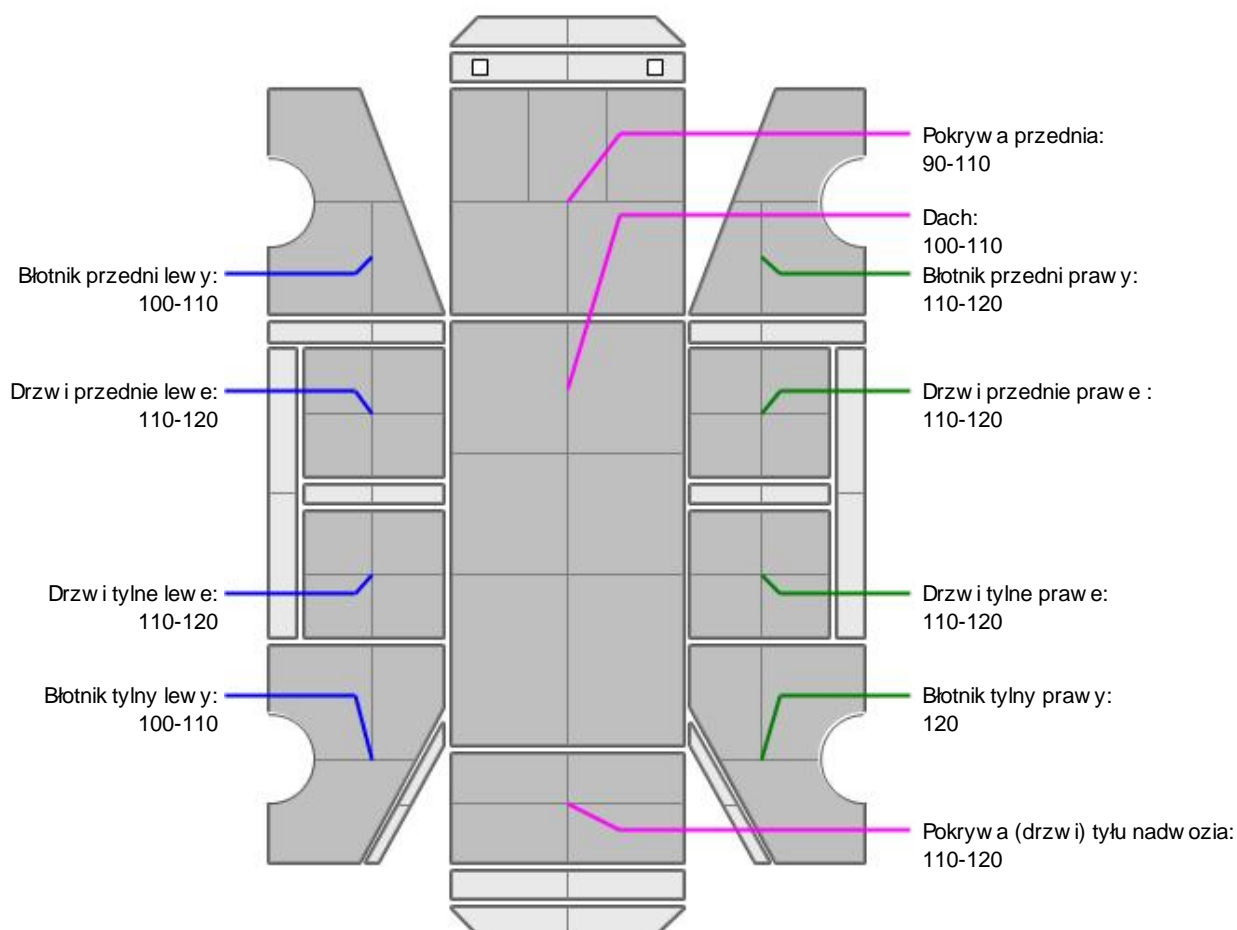 Pokrywa przednia:
90-110
Dach:
100-110
Błotnik przedni lewy:
100-110
Błotnik przedni prawy:
110-120
Drzwi przednie lewe:
110-120
Drzwi przednie prawe :
110-120
Drzwi tylne lewe:
110-120
Drzwi tylne prawe:
110-120
Błotnik tylny lewy:
100-110
Błotnik tylny prawy:
120
Pokrywa (drzwi) tyłu nadwozia:
110-120